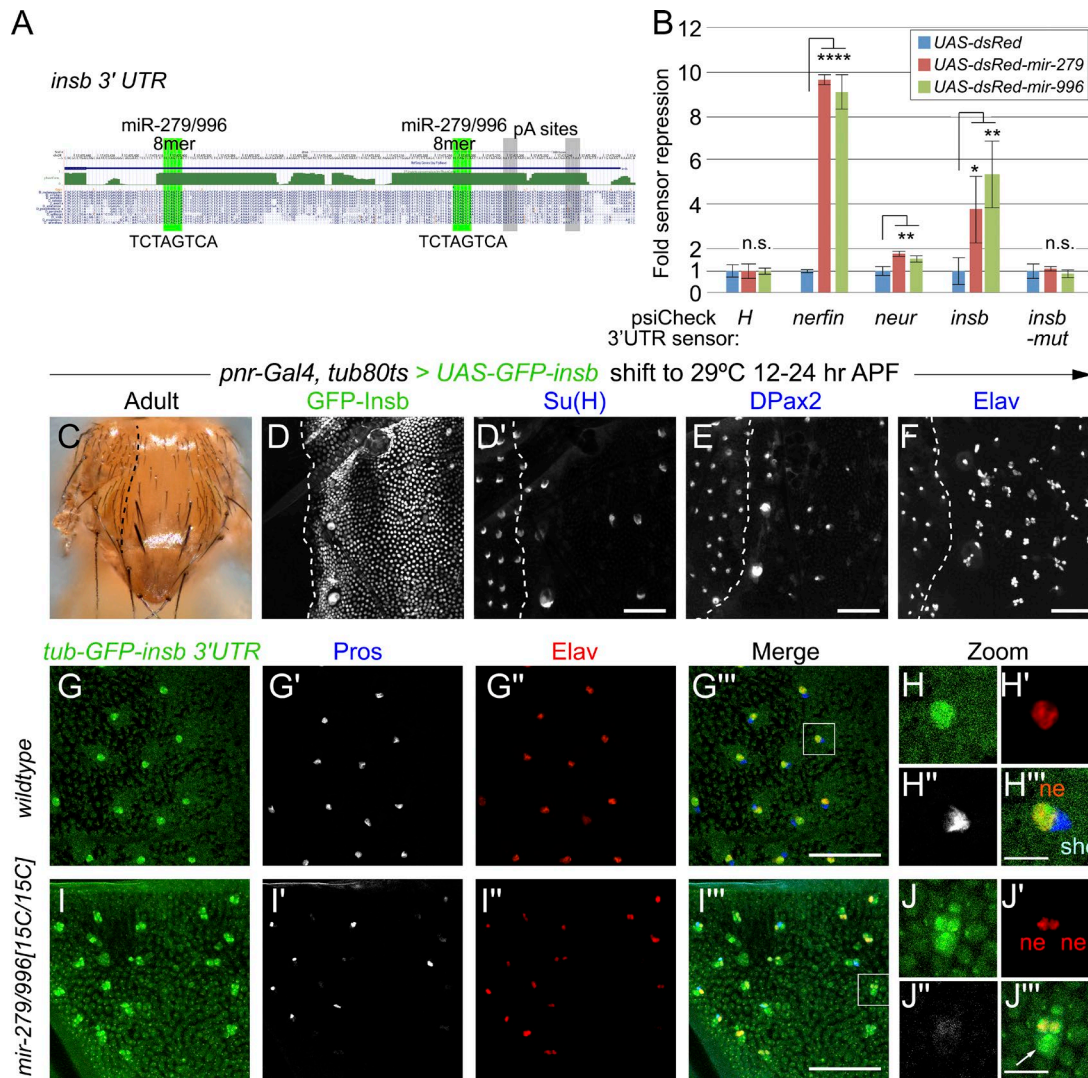 A
insb 3' UTR
miR-279/996
8mer
miR-279/996
8mer
pA sites
TCTAGTCA
TCTAGTCA
B
Fold sensor repression
12
10
8
6
4
2
1
0
UAS-dsRed
UAS-dsRed-mir-279
UAS-dsRed-mir-996
n.s.
****
**
*
**
n.s.
psiCheck
3'UTR sensor:
H
nerfin
neur
insb
insb
-mut
pnr-Gal4, tub80ts > UAS-GFP-insb shift to 29ºC 12-24 hr APF
Adult
GFP-Insb
Su(H)
DPax2
Elav
C
D
D'
E
F
tub-GFP-insb 3'UTR
Pros
Elav
Merge
Zoom
wildtype
G
G'
G''
G'''
H
H'
H''
H'''
ne
she
mir-279/996[15C/15C]
I
I'
I''
I'''
J
J'
ne ne
J''
J'''